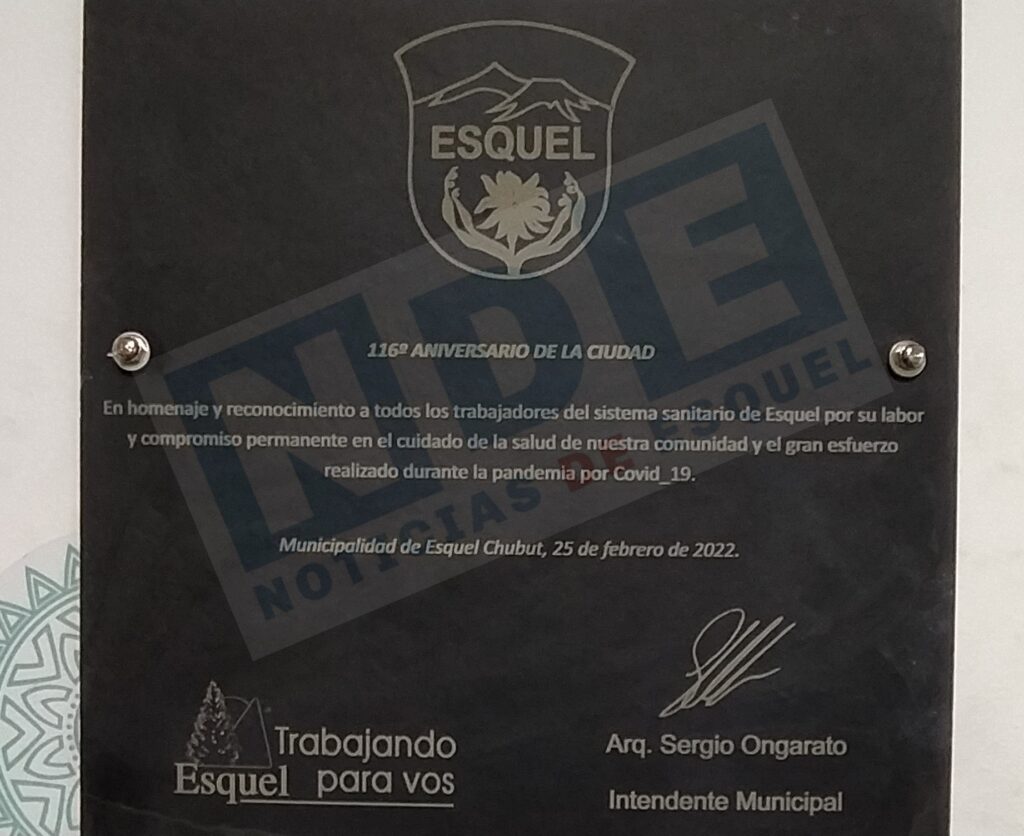 ESQUEL
116º ANIVERSARIO DE LA CIUDAD
En homenaje y reconocimiento a todos los trabajadores del sistema sanitario de Esquel por su labor
y compromiso permanente en el cuidado de la salud de nuestra comunidad y el gran esfuerzo
realizado durante la pandemia por Covid_19.
Municipalidad de Esquel Chubut, 25 de febrero de 2022.
NDE
NOTICIAS DE ESQUEL
Trabajando
Esquel para vos
Arq. Sergio Ongarato
Intendente Municipal